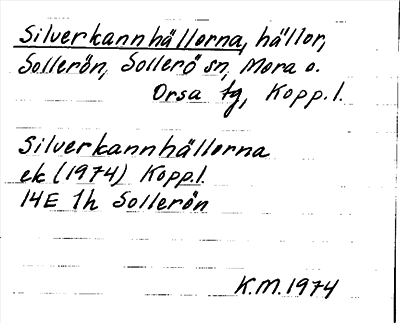 Silverkannhällorna, hällor,
Sollerön, Sollerö sn, Mora o.
Orsa tg, Kopp.l.
Silverkannhällorna
ek (1974) Kopp.l.
14E 1h Sollerön
K.M.1974